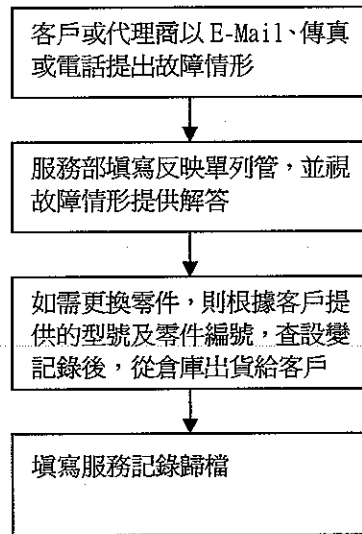 客戶或代理商以 E-Mail、傳真
或電話提出故障情形
服務部填寫反映單列管，並視
故障情形提供解答
如需更換零件，則根據客戶提
供的型號及零件編號，查設變
記錄後，從倉庫出貨給客戶
填寫服務記錄歸檔